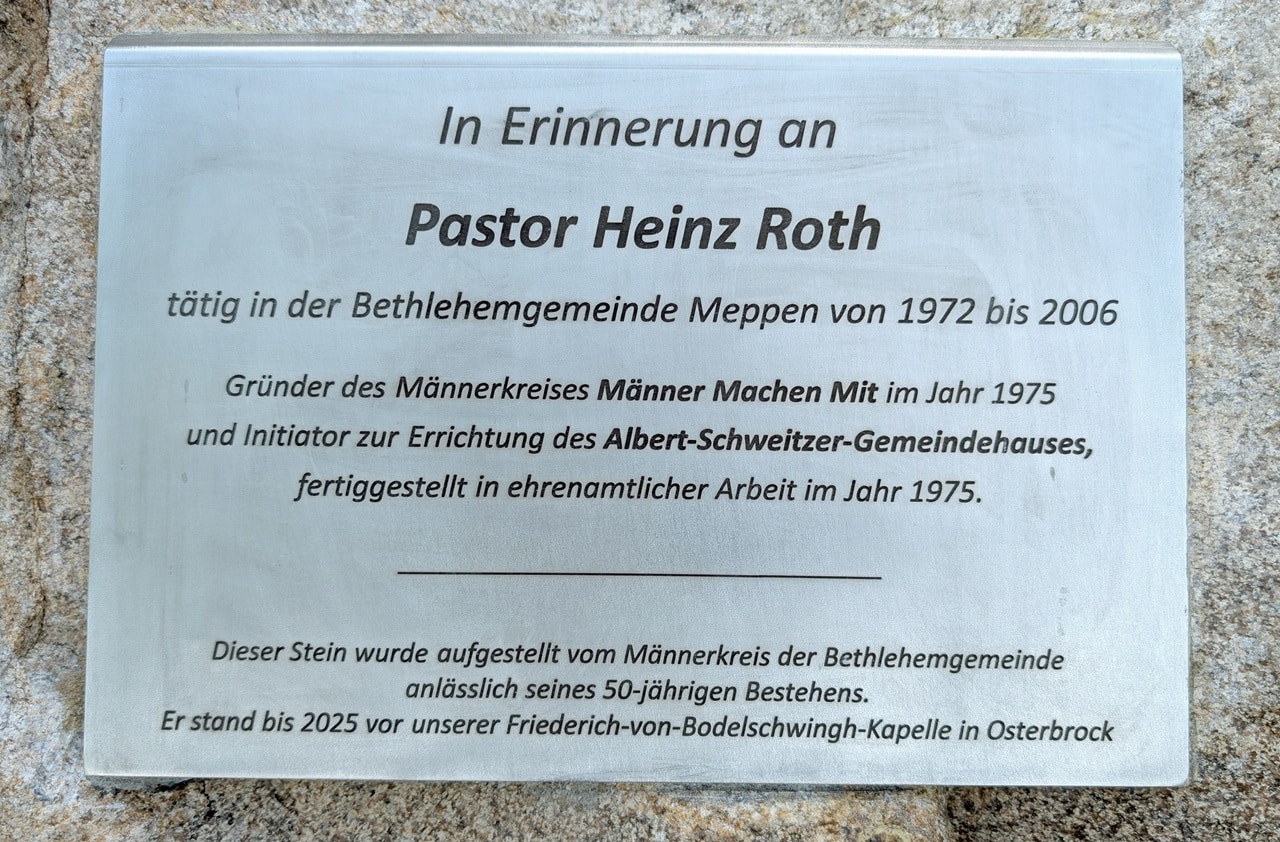 In Erinnerung an
Pastor Heinz Roth
tätig in der Bethlehemgemeinde Meppen von 1972 bis 2006
Gründer des Männerkreises Männer Machen Mit im Jahr 1975
und Initiator zur Errichtung des Albert-Schweitzer-Gemeindehauses,
fertiggestellt in ehrenamtlicher Arbeit im Jahr 1975.
Dieser Stein wurde aufgestellt vom Männerkreis der Bethlehemgemeinde
anlässlich seines 50-jährigen Bestehens.
Er stand bis 2025 vor unserer Friederich-von-Bodelschwingh-Kapelle in Osterbrock